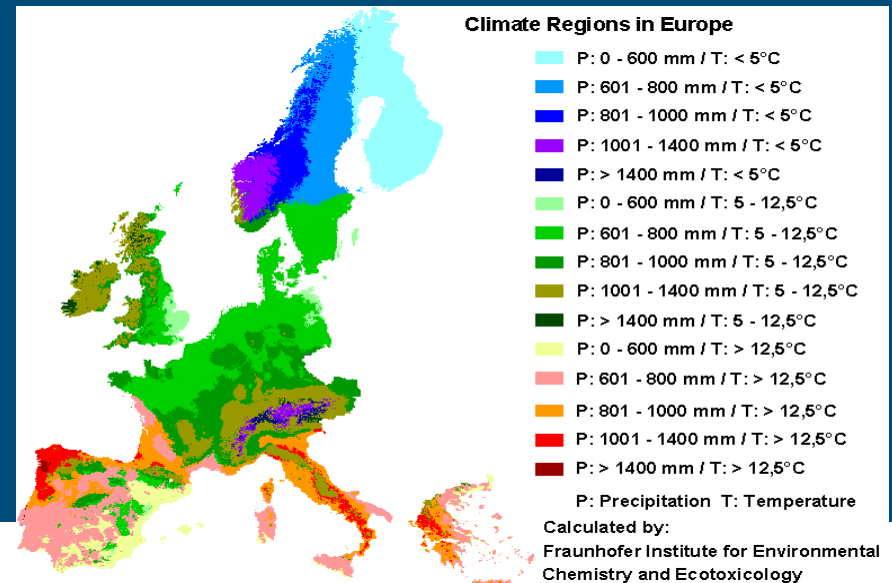 Climate Regions in Europe
P: 0 - 600 mm / T: < 5°C
P: 601 - 800 mm / T: < 5°C
P: 801 - 1000 mm / T: < 5°C
P: 1001 - 1400 mm / T: < 5°C
P: > 1400 mm / T: < 5°C
P: 0 - 600 mm / T: 5 - 12,5°C
P: 601 - 800 mm / T: 5 - 12,5°C
P: 801 - 1000 mm / T: 5 - 12,5°C
P: 1001 - 1400 mm / T: 5 - 12,5°C
P: > 1400 mm / T: 5 - 12,5°C
P: 0 - 600 mm / T: > 12,5°C
P: 601 - 800 mm / T: > 12,5°C
P: 801 - 1000 mm / T: > 12,5°C
P: 1001 - 1400 mm / T: > 12,5°C
P: > 1400 mm / T: > 12,5°C
P: Precipitation T: Temperature
Calculated by:
Fraunhofer Institute for Environmental
Chemistry and Ecotoxicology